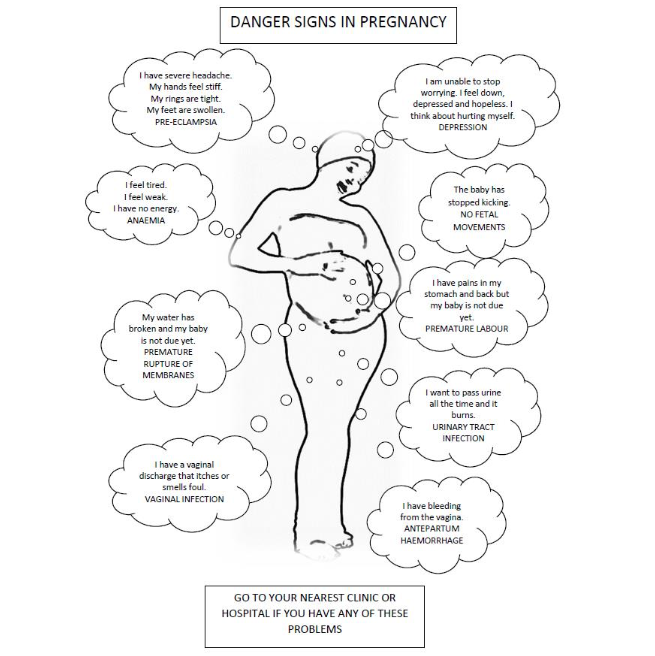 DANGER SIGNS IN PREGNANCY
I have severe headache.
My hands feel stiff.
My rings are tight.
My feet are swollen.
PRE-ECLAMPSIA
I am unable to stop
worrying. I feel down,
depressed and hopeless. I
think about hurting myself.
DEPRESSION
I feel tired.
I feel weak.
I have no energy.
ANAEMIA
The baby has
stopped kicking.
NO FETAL
MOVEMENTS
I have pains in my
stomach and back but
my baby is not due
yet.
PREMATURE LABOUR
My water has
broken and my baby
is not due yet.
PREMATURE
RUPTURE OF
MEMBRANES
I want to pass urine
all the time and it
burns.
URINARY TRACT
INFECTION
I have a vaginal
discharge that itches or
smells foul.
VAGINAL INFECTION
I have bleeding
from the vagina.
ANTEPARTUM
HAEMORRHAGE
GO TO YOUR NEAREST CLINIC OR
HOSPITAL IF YOU HAVE ANY OF THESE
PROBLEMS